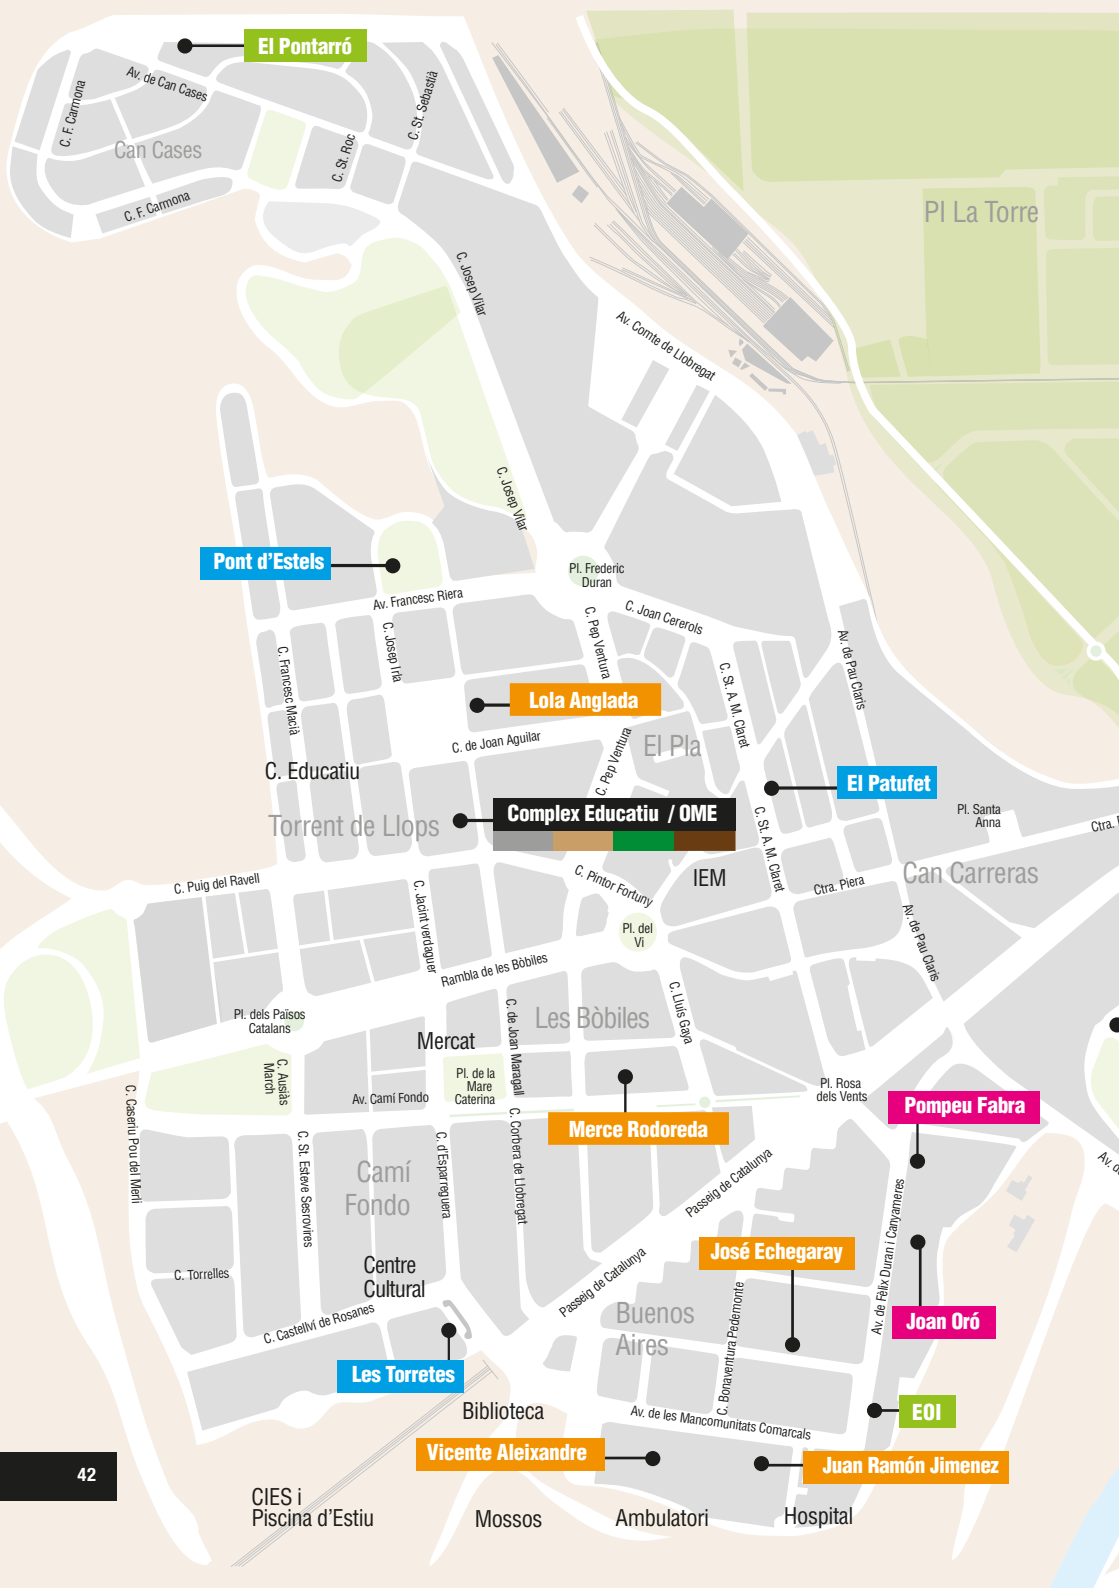 El Pontarró
Av. de Can Cases
C. F. Carmona
C. St. Sebastià
Can Cases
C. St. Roc
C. F. Carmona
Pl La Torre
C. Josep Vilar
Av. Comte de Llobregat
C. Josep Vilar
Pont d'Estels
Pl. Frederic
Duran
Av. Francesc Riera
C. Joan Cererols
C. Pep Ventura
C. Josep Irla
Av. de Pau Claris
C. Francesc Macià
C. St. A. M. Claret
Lola Anglada
C. de Joan Aguilar
El Pla
C. Pep Ventura
C. Educatiu
El Patufet
Complex Educatiu / OME
Torrent de Llops
Pl. Santa
Anna
Ctra.
C. St. A. M. Claret
IEM
C. Puig del Ravell
C. Pintor Fortuny
Ctra. Piera
Can Carreras
C. Jacint verdaguer
Pl. del
Vi
Av. de Pau Claris
Rambla de les Bòbiles
Pl. dels Països
Catalans
C. de Joan Maragall
Les Bòbiles
C. Lluis Gaya
Mercat
C. Ausiàs
March
Pl. de la
Mare
Caterina
Av. Camí Fondo
Pl. Rosa
dels Vents
C. Caseriu Pou del Merli
Pompeu Fabra
Merce Rodoreda
C. St. Esteve Sesrovires
C. d'Esparreguera
C. Corbera de Llobregat
Camí
Fondo
Passeig de Catalunya
Av. de Fèlix Duran i Canyameres
José Echegaray
C. Torrelles
Centre
Cultural
Passeig de Catalunya
Buenos
Aires
C. Castellví de Rosanes
C. Bonaventura Pedemonte
Joan Oró
Les Torretes
Biblioteca
Av. de les Mancomunitats Comarcals
EOI
Vicente Aleixandre
Juan Ramón Jimenez
42
CIES i
Piscina d'Estiu
Mossos
Ambulatori
Hospital